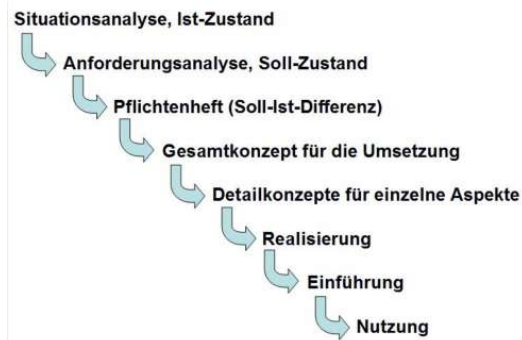 Situationsanalyse, Ist-Zustand
Anforderungsanalyse, Soll-Zustand
Pflichtenheft (Soll-Ist-Differenz)
Gesamtkonzept für die Umsetzung
Detailkonzepte für einzelne Aspekte
Realisierung
Einführung
Nutzung